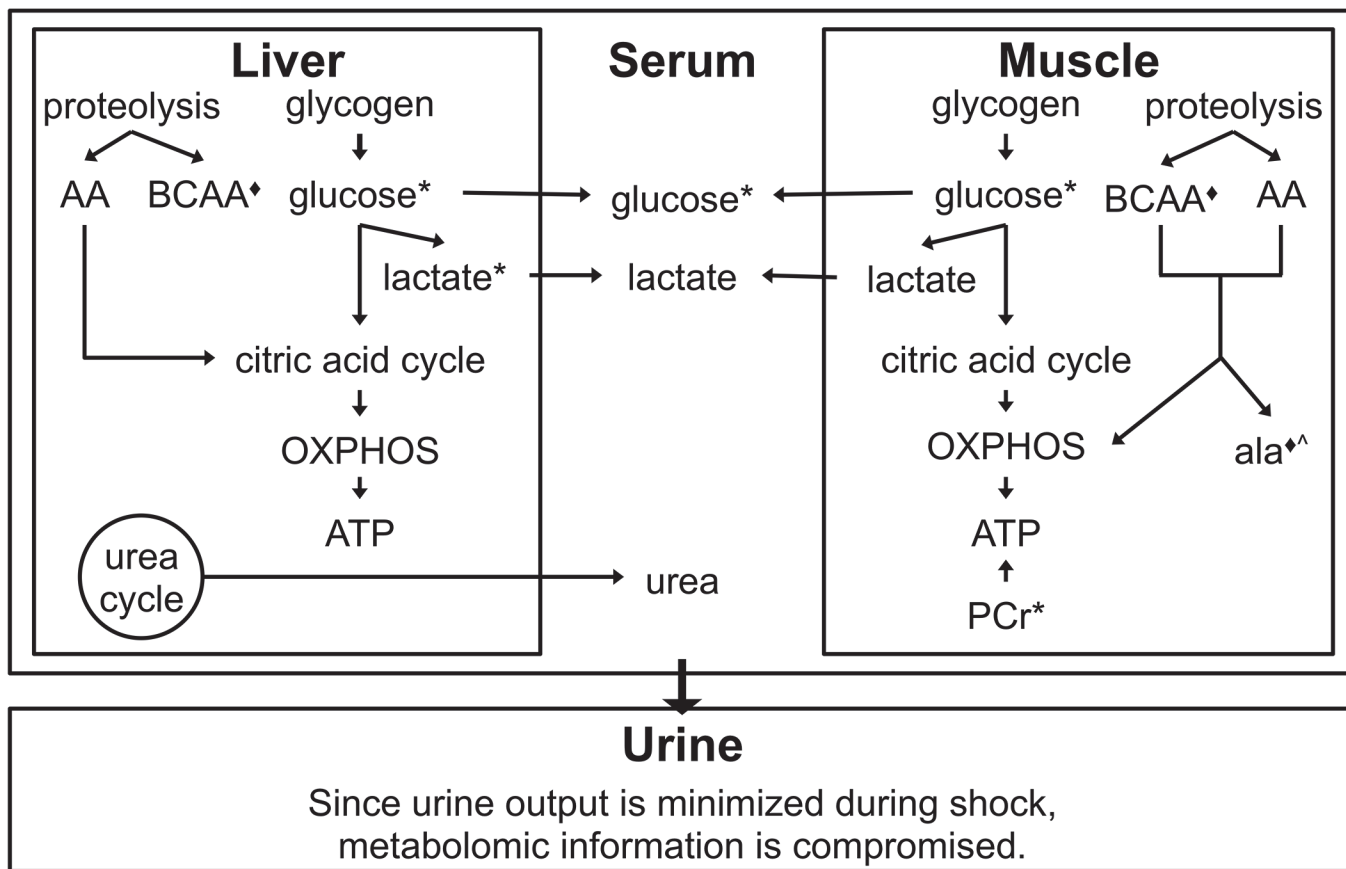 Liver
Serum
Muscle
proteolysis
glycogen
AA
BCAA♦
glucose*
lactate*
citric acid cycle
OXPHOS
ATP
urea
cycle
glucose*
lactate
urea
glycogen
proteolysis
glucose*
BCAA♦
AA
lactate
citric acid cycle
OXPHOS
ala♦^
ATP
PCr*
Urine
Since urine output is minimized during shock,
metabolomic information is compromised.